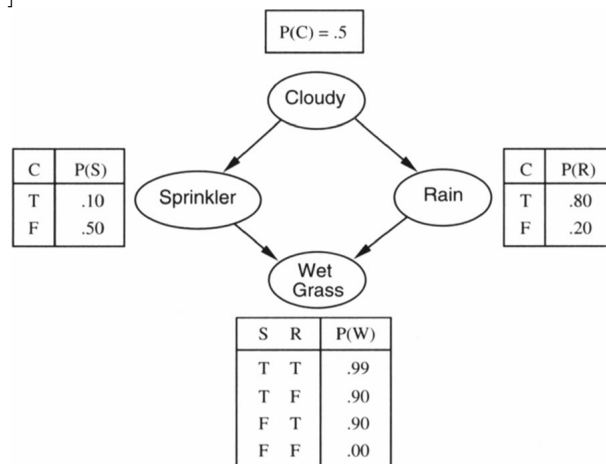 ]
P(C) = .5
Cloudy
C P(S)
T .10
F .50
Sprinkler
Rain
C P(R)
T .80
F .20
Wet
Grass
S R P(W)
T T .99
T F .90
F T .90
F F .00